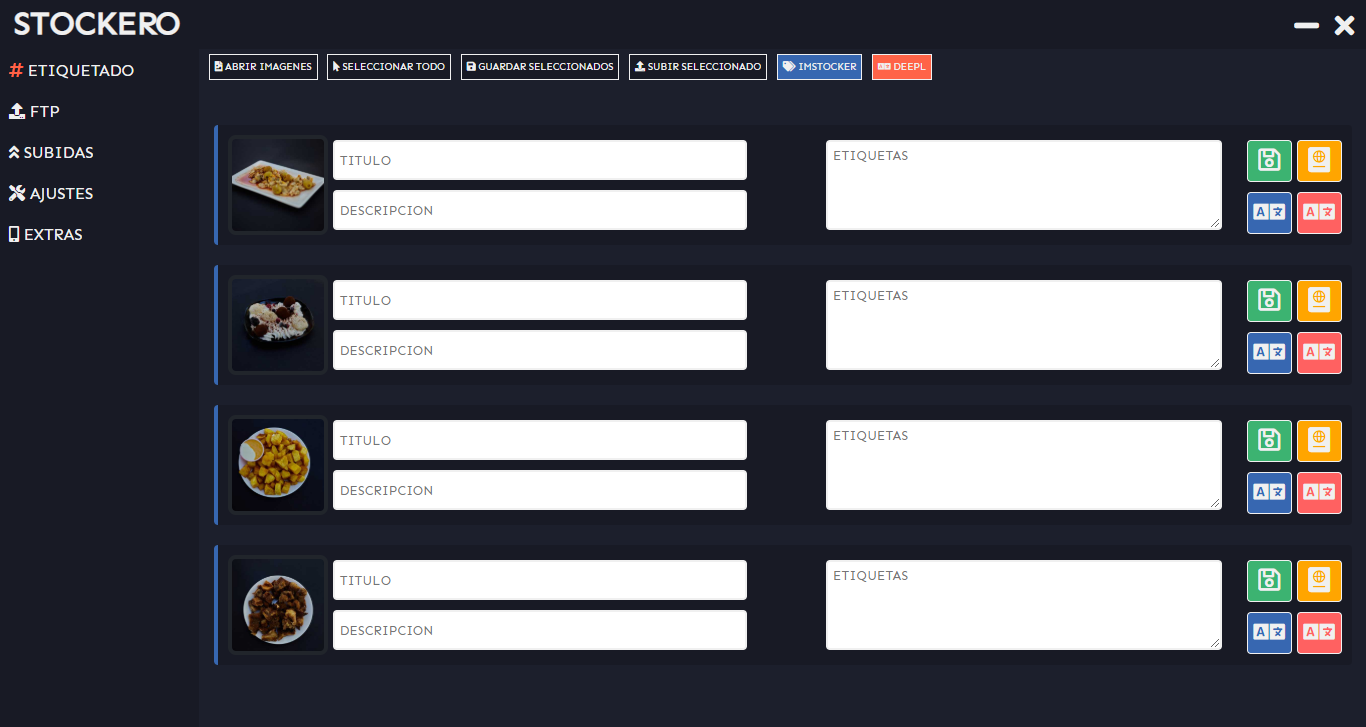 STOCKERO
# ETIQUETADO
FTP
SUBIDAS
AJUSTES
EXTRAS
ABRIR IMAGENES SELECCIONAR TODO GUARDAR SELECCIONADOS SUBIR SELECCIONADO IMSTOCKER DEEPL
TITULO
DESCRIPCION
ETIQUETAS
A
A
TITULO
DESCRIPCION
ETIQUETAS
A
A
TITULO
DESCRIPCION
ETIQUETAS
A
A
TITULO
DESCRIPCION
ETIQUETAS
A
A